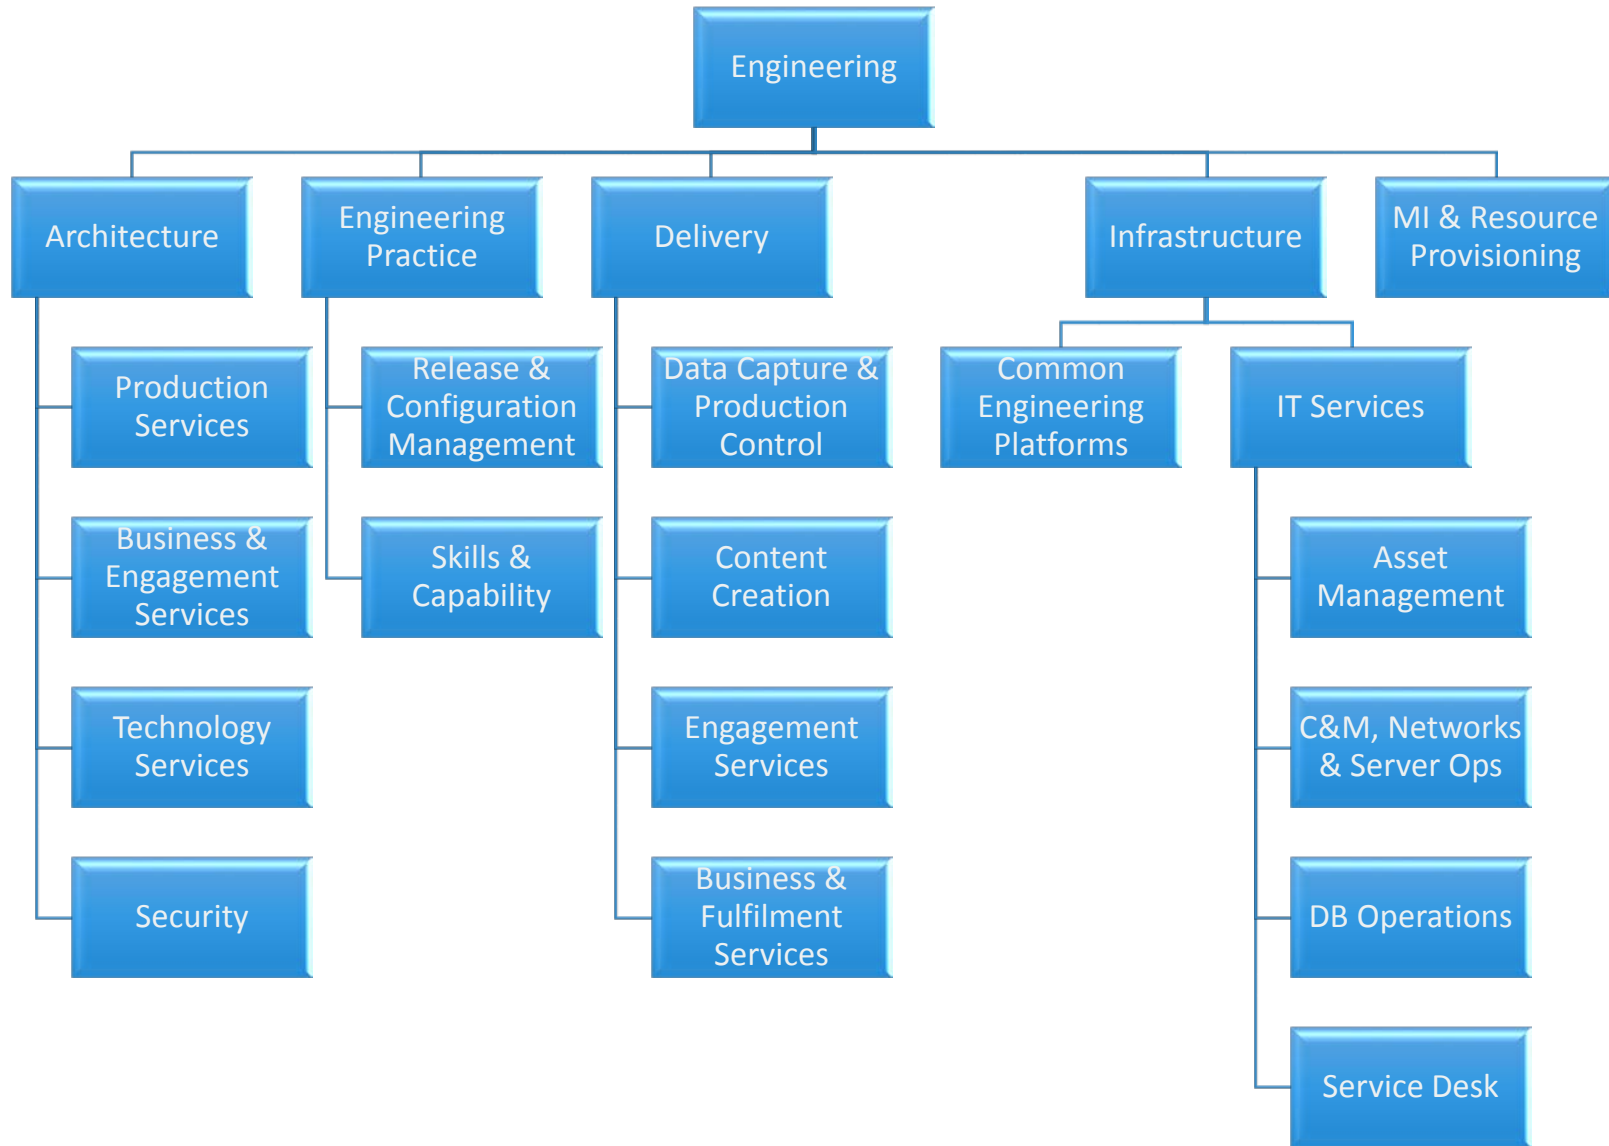 Engineering
Architecture
Engineering
Practice
Delivery
Infrastructure
MI & Resource
Provisioning
Production
Services
Release &
Configuration
Management
Data Capture &
Production
Control
Common
Engineering
Platforms
IT Services
Business &
Engagement
Services
Skills &
Capability
Content
Creation
Asset
Management
Technology
Services
Engagement
Services
C&M, Networks
& Server Ops
Security
Business &
Fulfilment
Services
DB Operations
Service Desk